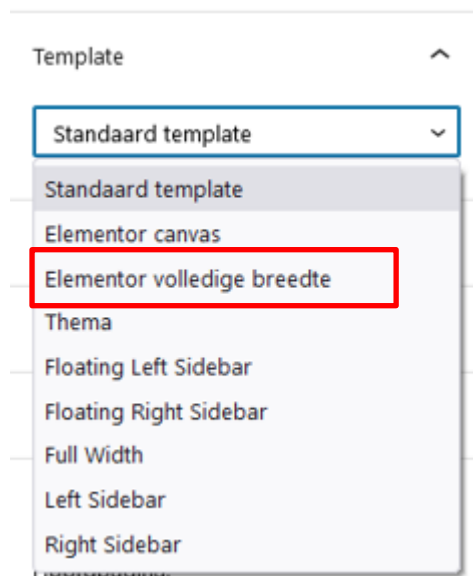 Template
Standaard template
Standaard template
Elementor canvas
Elementor volledige breedte
Thema
Floating Left Sidebar
Floating Right Sidebar
Full Width
Left Sidebar
Right Sidebar